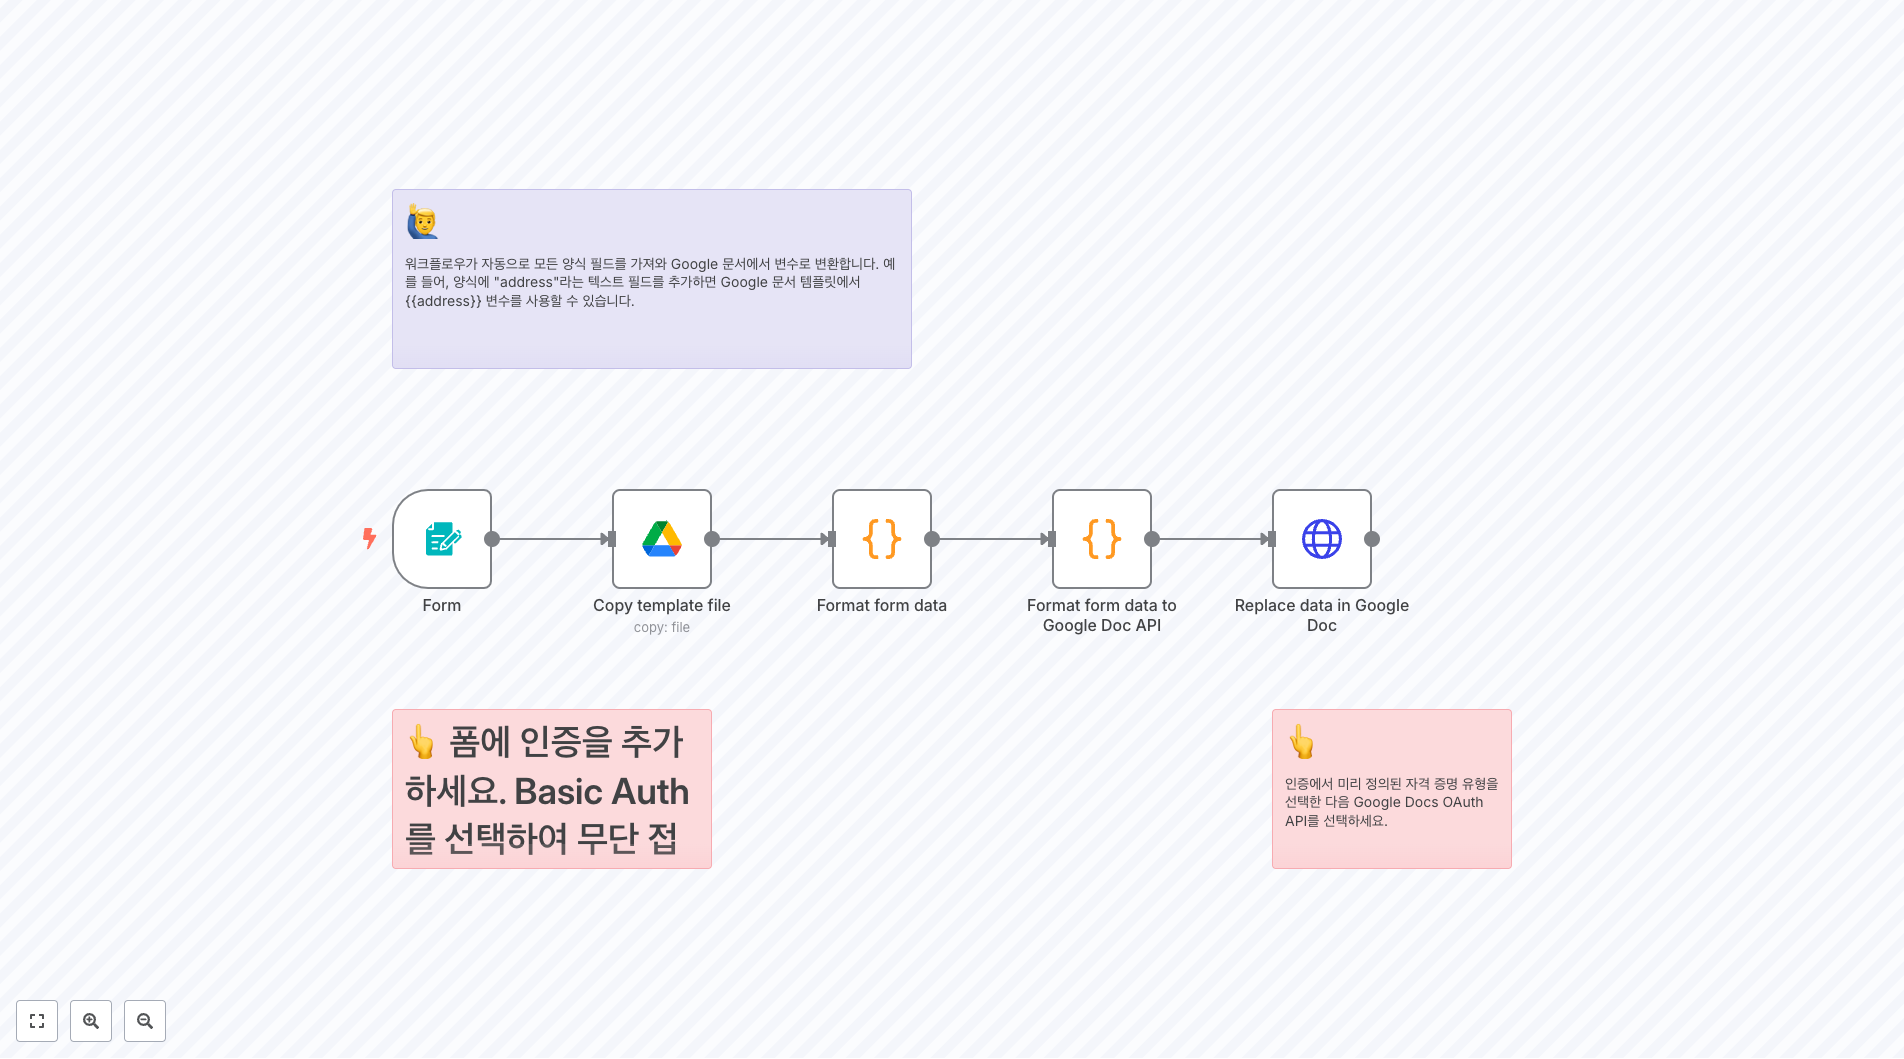 워크플로우가 자동으로 모든 양식 필드를 가져와 Google 문서에서 변수로 변환합니다. 예
를 들어, 양식에 "address"라는 텍스트 필드를 추가하면 Google 문서 템플릿에서
{{address}} 변수를 사용할 수 있습니다.
Form
Copy template file
copy: file
Format form data
Format form data to
Google Doc API
Replace data in Google
Doc
👆 폼에 인증을 추가
하세요. Basic Auth
를 선택하여 무단 접
인증에서 미리 정의된 자격 증명 유형을
선택한 다음 Google Docs OAuth
API를 선택하세요.